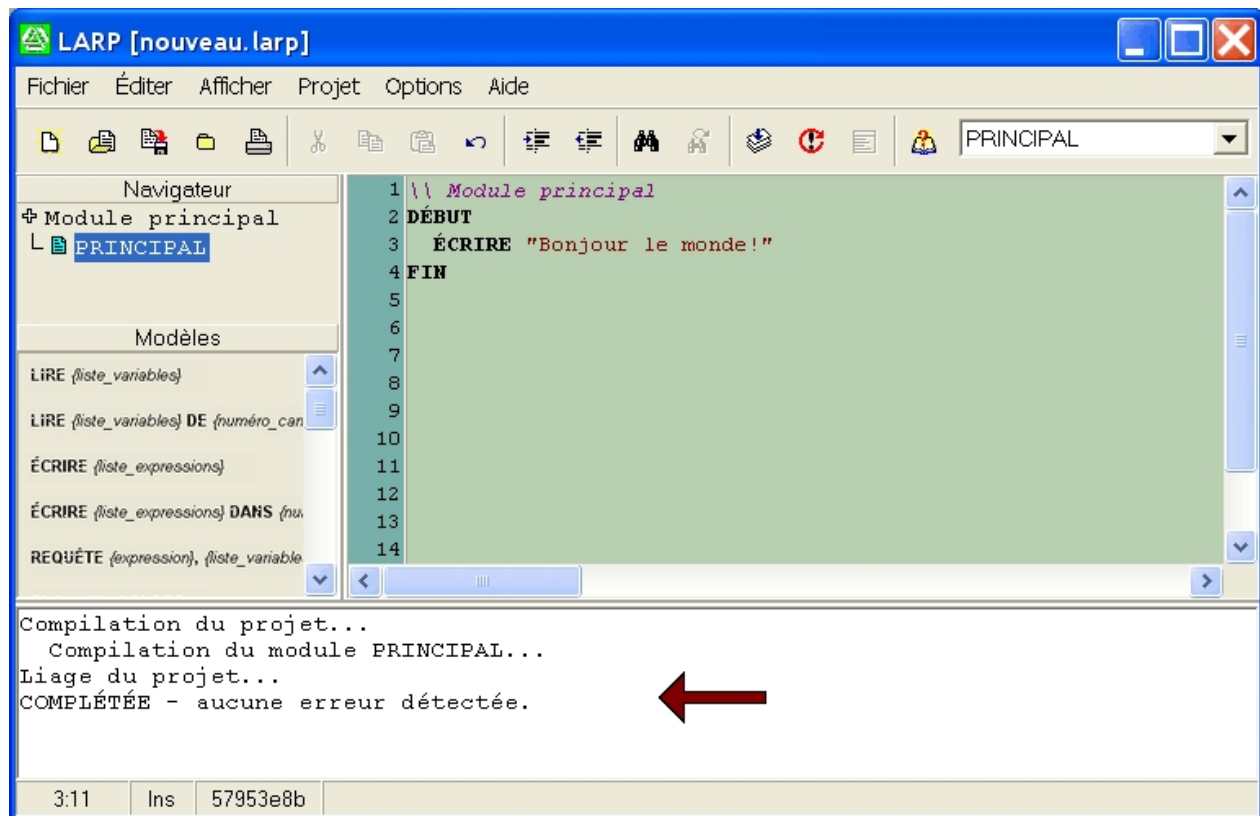 LARP [nouveau.larp]
Fichier Éditer Afficher Projet Options Aide
PRINCIPAL
Navigateur
Module principal
PRINCIPAL
Modèles
LIRE {liste_variables}
LIRE {liste_variables} DE {numéro_can
ÉCRIRE {liste_expressions}
ÉCRIRE {liste_expressions} DANS {nu
REQUÊTE {expression}, {liste_variable
1 \\ Module principal
2 DÉBUT
3 ÉCRIRE "Bonjour le monde!"
4 FIN
5
6
7
8
9
10
11
12
13
14
Compilation du projet...
Compilation du module PRINCIPAL...
Liage du projet...
COMPLÉTÉE - aucune erreur détectée.
3:11 Ins 57953e8b